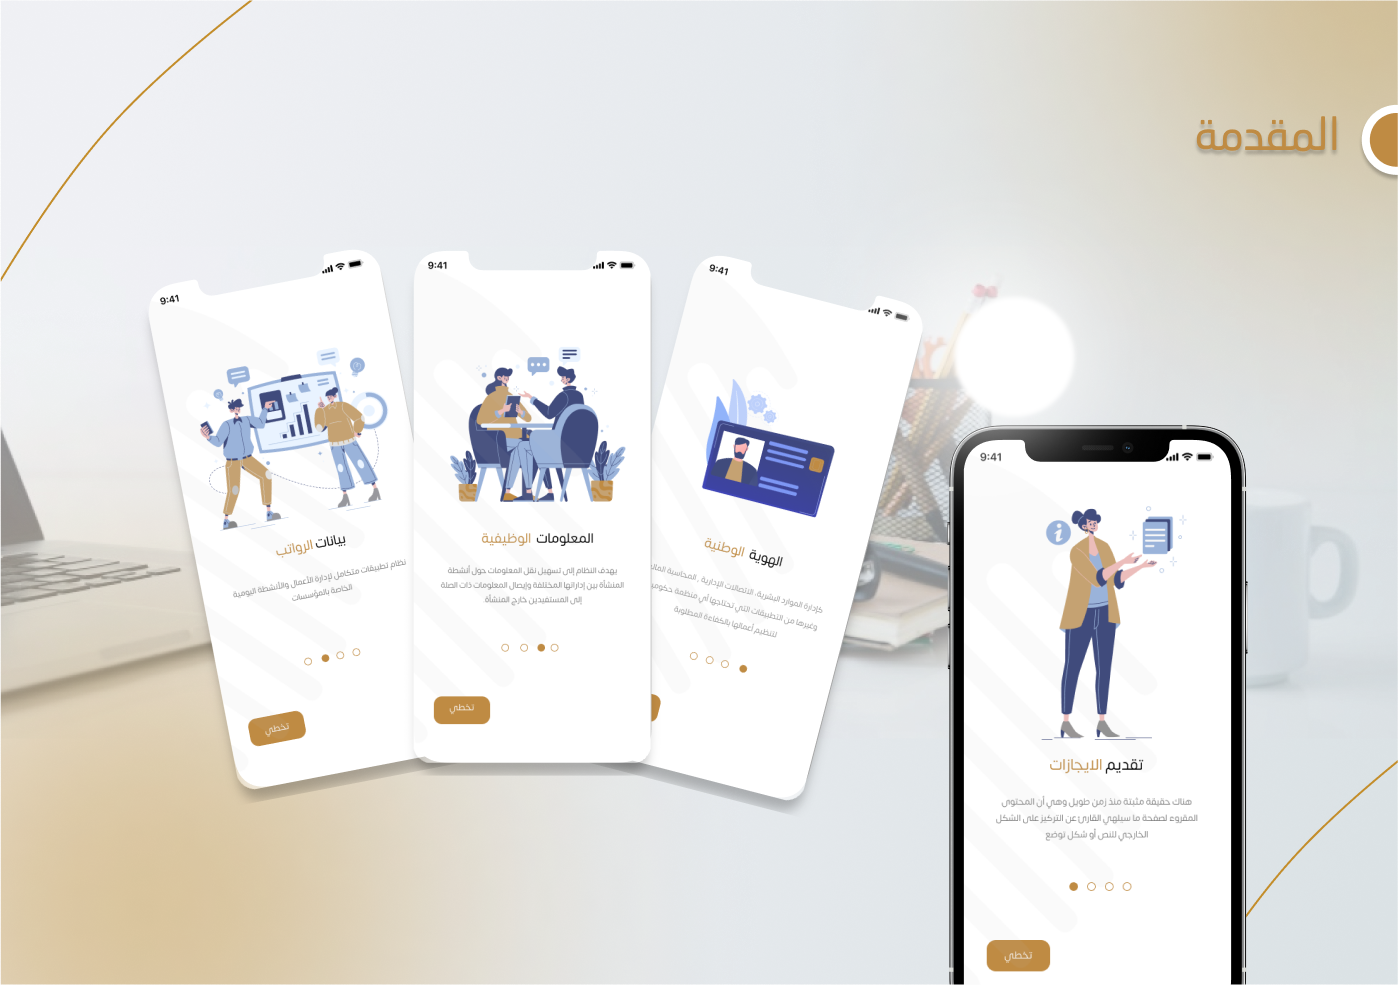 المقدمة
9:41
بيانات الرواتب
نظام تطبيقات متكامل لإدارة الأعمال والأنشطة اليومية
الخاصة بالمؤسسات
تخطي
9:41
المعلومات الوظيفية
يهدف النظام إلى تسهيل نقل المعلومات حول أنشطة
المنشأة بين إداراتها المختلفة وإيصال المعلومات ذات الصلة
إلى المستفيدين خارج المنشأة
تخطي
9:41
الهوية الوطنية
كإدارة الموارد البشرية، الاتصالات الإدارية ، المحاسبة
وغيرها من التطبيقات التي تحتاجها أي منظمة
لتنظيم أعمالها بالكفاءة المطلوبة
9:41
تقديم الايجازات
هناك حقيقة مثبتة منذ زمن طويل وهي أن المحتوى
المقروء لصفحة ما سيلهي القارئ عن التركيز على الشكل
الخارجي للنص أو شكل توضع
تخطي